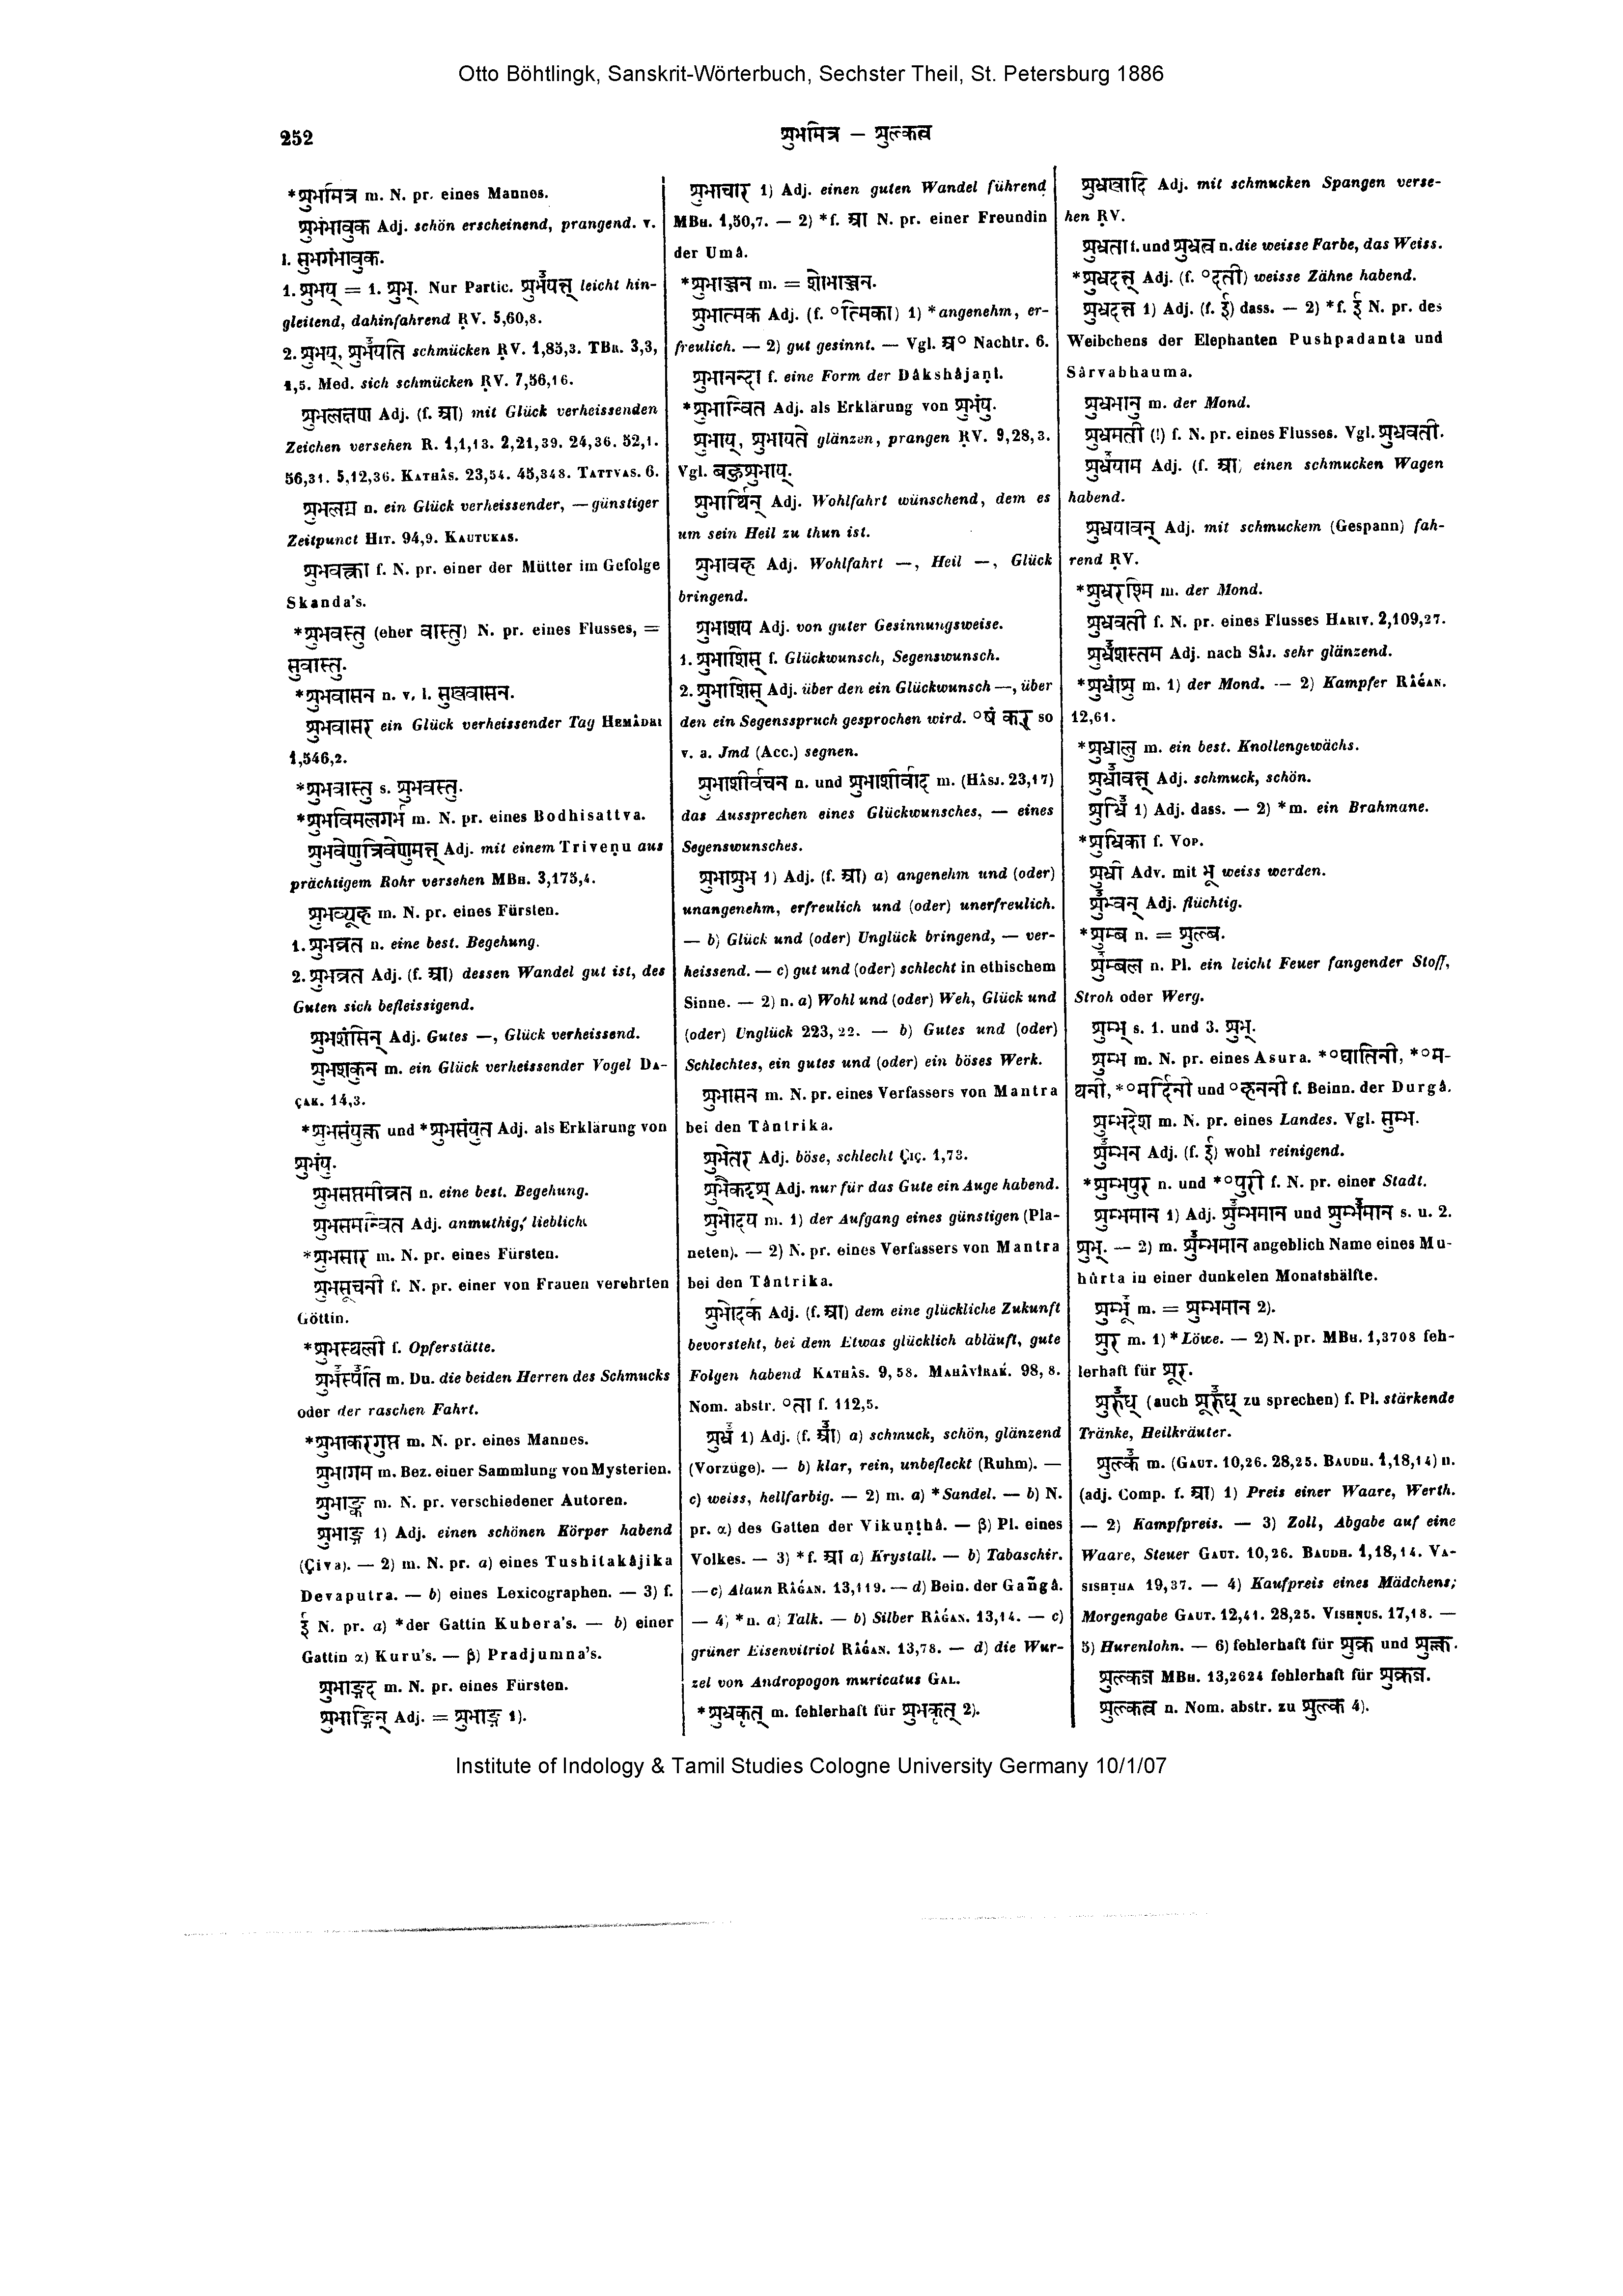 Otto Böhtlingk, Sanskrit-Wörterbuch, Sechster Theil, St. Petersburg 1886
252
शुभमित्र — शुल्कत्व
*शुभमित्र m. N. pr. eines Mannes.
शुभंभावुक Adj. schön erscheinend, prangend. v.
l. सुभगंभावुक.
1. शुभय् = 1. शुभ्. Nur Partic. शुभयत्त् leicht hin-
gleitend, dahinfahrend ṚV. 5,60,8.
2. शुभय्, शुभयति schmücken ṚV. 1,85,3. TBR. 3,3,
4,5. Med. sich schmücken ṚV. 7,56,16.
शुभलक्षण Adj. (f. आ) mit Glück verheissenden
Zeichen versehen R. 1,1,13. 2,21,39. 24,36. 52,1.
56,31. 5,12,36. KATHÂS. 23,54. 45,348. TATTVAS. 6.
शुभलग्न n. ein Glück verheissender, — günstiger
Zeitpunct HIT. 94,9. KAUTUKAS.
शुभवक्त्रा f. N. pr. einer der Mütter im Gefolge
Skanda's.
*शुभवस्तु (eher वास्तु) N. pr. eines Flusses, =
सुवास्तु.
*शुभवासन n. v. l. सुखवासन.
शुभवासर ein Glück verheissender Tag HEMÂDRI
1,546,2.
*शुभवास्तु s. शुभवस्तु.
*शुभविमलगर्भ m. N. pr. eines Bodhisattva.
शुभवेणुत्रिवेणुमत् Adj. mit einem Triveṇu aus
prächtigem Rohr versehen MBH. 3,175,4.
शुभव्यूह m. N. pr. eines Fürsten.
1. शुभव्रत n. eine best. Begehung.
2. शुभव्रत Adj. (f. आ) dessen Wandel gut ist, des
Guten sich befleissigend.
शुभशंसिन् Adj. Gutes —, Glück verheissend.
शुभशकुन m. ein Glück verheissender Vogel DA-
ÇAK. 14,3.
*शुभसंयुक्त und *शुभसंयुत Adj. als Erklärung von
शुभंयु.
शुभसप्तमीव्रत n. eine best. Begehung.
शुभसमन्वित Adj. anmuthig, lieblich
*शुभसार m. N. pr. eines Fürsten.
शुभसूचनी f. N. pr. einer von Frauen verehrten
Göttin.
*शुभस्थली f. Opferstätte.
शुभस्पति m. Du. die beiden Herren des Schmucks
oder der raschen Fahrt.
*शुभाकरगुप्त m. N. pr. eines Mannes.
शुभागम m. Bez. einer Sammlung von Mysterien.
शुभाङ्क m. N. pr. verschiedener Autoren.
शुभाङ्ग 1) Adj. einen schönen Körper habend
(Çiva). — 2) m. N. pr. a) eines Tushitakâjika
Devaputra. — b) eines Lexicographen. — 3) f.
ई N. pr. a) *der Gattin Kubera's. — b) einer
Gattin α) Kuru's. — β) Pradjumna's.
शुभाङ्गद m. N. pr. eines Fürsten.
शुभाङ्गिन् Adj. = शुभाङ्ग 1).
शुभाचार 1) Adj. einen guten Wandel führend
MBH. 1,50,7. — 2) *f. आ N. pr. einer Freundin
der Umâ.
*शुभाञ्जन m. = शोभाञ्जन.
शुभात्मक Adj. (f. °त्मिका) 1) *angenehm, er-
freulich. — 2) gut gesinnt. — Vgl. अ° Nachtr. 6.
शुभानन्दा f. eine Form der Dâkshâjaṇî.
*शुभान्वित Adj. als Erklärung von शुभंयु.
शुभाय्, शुभायते glänzen, prangen ṚV. 9,28,3.
Vgl. बहुशुभाय्.
शुभार्थिन् Adj. Wohlfahrt wünschend, dem es
um sein Heil zu thun ist.
शुभावह Adj. Wohlfahrt —, Heil —, Glück
bringend.
शुभाशय Adj. von guter Gesinnungsweise.
1. शुभाशिस् f. Glückwunsch, Segenswunsch.
2. शुभाशिस् Adj. über den ein Glückwunsch —, über
den ein Segensspruch gesprochen wird. °षं कर् so
v. a. Jmd (Acc.) segnen.
शुभाशीर्वचन n. und शुभाशीर्वाद m. (HÂSJ. 23,17)
das Aussprechen eines Glückwunsches, — eines
Segenswunsches.
शुभाशुभ 1) Adj. (f. आ) a) angenehm und (oder)
unangenehm, erfreulich und (oder) unerfreulich.
— b) Glück und (oder) Unglück bringend, — ver-
heissend. — c) gut und (oder) schlecht in ethischem
Sinne. — 2) n. a) Wohl und (oder) Weh, Glück und
(oder) Unglück 223,22. — b) Gutes und (oder)
Schlechtes, ein gutes und (oder) ein böses Werk.
शुभासन m. N. pr. eines Verfassers von Mantra
bei den Tântrika.
शुभेतर Adj. böse, schlecht ÇIÇ. 1,73.
शुभैकदृश् Adj. nur für das Gute ein Auge habend.
शुभोदय m. 1) der Aufgang eines günstigen (Pla-
neten). — 2) N. pr. eines Verfassers von Mantra
bei den Tântrika.
शुभोदर्क Adj. (f. आ) dem eine glückliche Zukunft
bevorsteht, bei dem Etwas glücklich abläuft, gute
Folgen habend KATHÂS. 9,58. MAHÂVÎRAḰ. 98,8.
Nom. abstr. °ता f. 112,5.
शुभ्र 1) Adj. (f. आ) a) schmuck, schön, glänzend
(Vorzüge). — b) klar, rein, unbefleckt (Ruhm). —
c) weiss, hellfarbig. — 2) m. a) *Sandel. — b) N.
pr. α) des Gatten der Vikuṇṭhâ. — β) Pl. eines
Volkes. — 3) *f. आ a) Krystall. — b) Tabaschir.
— c) Alaun RÂǴAN. 13,119. — d) Bein. der Gañgâ.
— 4) *n. a) Talk. — b) Silber RÂǴAN. 13,14. — c)
grüner Eisenvitriol RÂǴAN. 13,78. — d) die Wur-
zel von Andropogon muricatus GAL.
*शुभ्रकृत् m. fehlerhaft für शुभकृत् 2).
शुभ्रखादि Adj. mit schmucken Spangen verse-
hen ṚV.
शुभ्रता f. und शुभ्रत्व n. die weisse Farbe, das Weiss.
*शुभ्रदत् Adj. (f. °दती) weisse Zähne habend.
शुभ्रदन्त 1) Adj. (f. ई) dass. — 2) *f. ई N. pr. des
Weibchens der Elephanten Pushpadanta und
Sârvabhauma.
शुभ्रभानु m. der Mond.
शुभ्रमती (!) f. N. pr. eines Flusses. Vgl. शुभ्रवती.
शुभ्रयाम Adj. (f. आ) einen schmucken Wagen
habend.
शुभ्रयावन् Adj. mit schmuckem (Gespann) fah-
rend ṚV.
*शुभ्ररश्मि m. der Mond.
शुभ्रवती f. N. pr. eines Flusses HARIV. 2,109,27.
शुभ्रशस्तम Adj. nach SÂJ. sehr glänzend.
*शुभ्रांशु m. 1) der Mond. — 2) Kampfer RÂǴAN.
12,61.
*शुभ्रालु m. ein best. Knollengewächs.
शुभ्रावत् Adj. schmuck, schön.
शुभ्रि 1) Adj. dass. — 2) *m. ein Brahmane.
*शुभ्रिका f. VOP.
शुभ्री Adv. mit भू weiss werden.
शुभ्वन् Adj. flüchtig.
*शुम्ब n. = शुल्ब.
शुम्बल n. Pl. ein leicht Feuer fangender Stoff,
Stroh oder Werg.
शुम्भ् s. 1. und 3. शुभ्.
शुम्भ m. N. pr. eines Asura. *°घातिनी, *°म-
थनी, *°मर्दिनी und °हननी f. Beinn. der Durgâ.
शुम्भदेश m. N. pr. eines Landes. Vgl. सुम्भ.
शुम्भन Adj. (f. ई) wohl reinigend.
*शुम्भपुर n. und *°पुरी f. N. pr. einer Stadt.
शुम्भमान 1) Adj. शुम्भमान und शुम्भमान s. u. 2.
शुभ्. — 2) m. शुम्भमान angeblich Name eines Mu-
hûrta in einer dunkelen Monatshälfte.
शुम्भू m. = शुम्भमान 2).
शुर m. 1) *Löwe. — 2) N. pr. MBH. 1,3708 feh-
lerhaft für शूर.
शुरुध् (auch शूरुध् zu sprechen) f. Pl. stärkende
Tränke, Heilkräuter.
शुल्क m. (GAUT. 10,26. 28,25. BAUDH. 1,18,14) n.
(adj. Comp. f. आ) 1) Preis einer Waare, Werth.
— 2) Kampfpreis. — 3) Zoll, Abgabe auf eine
Waare, Steuer GAUT. 10,26. BAUDH. 1,18,14. VA-
SISHTHA 19,37. — 4) Kaufpreis eines Mädchens;
Morgengabe GAUT. 12,41. 28,25. VISHṆUS. 17,18. —
5) Hurenlohn. — 6) fehlerhaft für शुक्र und शुल्ल.
शुल्कज MBH. 13,2624 fehlerhaft für शुक्रज.
शुल्कत्व n. Nom. abstr. zu शुल्क 4).
Institute of Indology & Tamil Studies Cologne University Germany 10/1/07